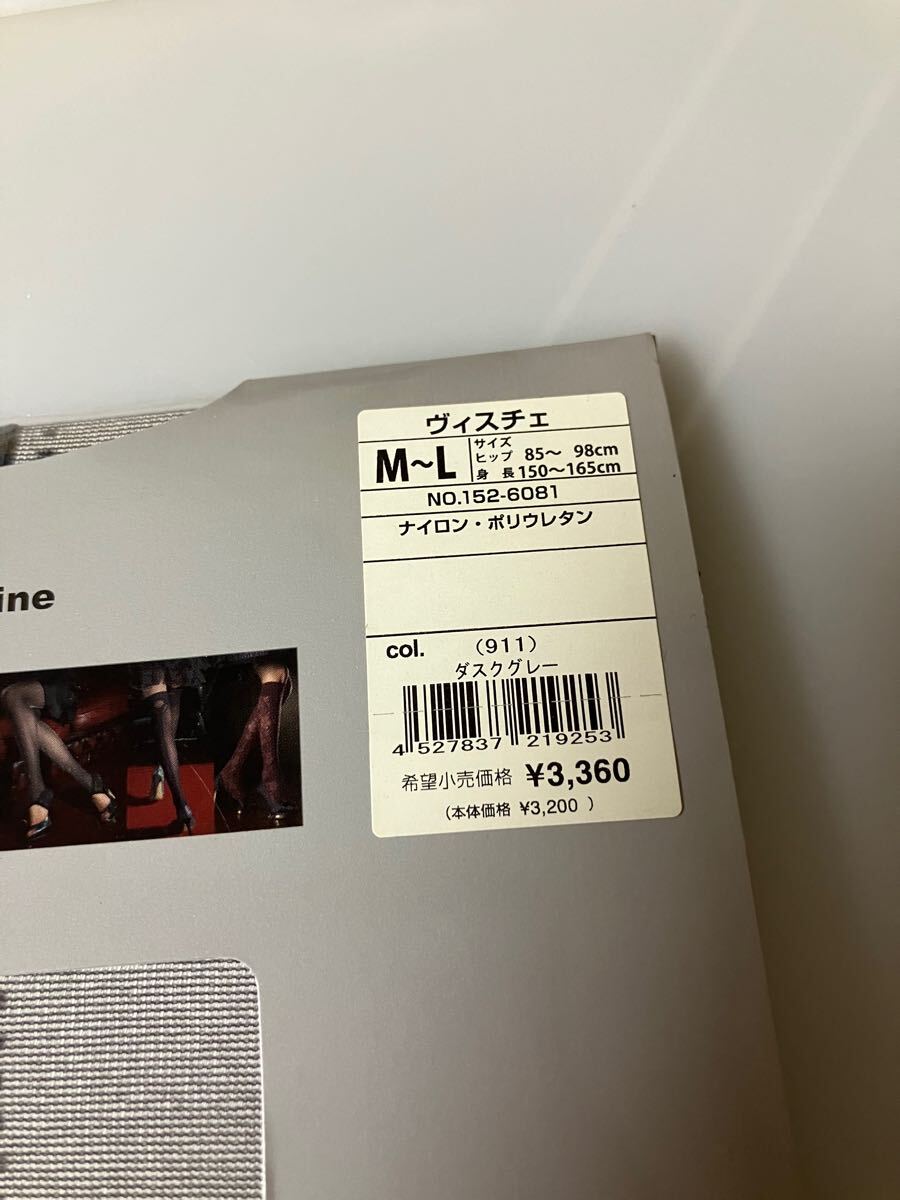 ヴィスチェ
M～L
サイズ
ヒップ 85～ 98cm
身 長 150～165cm
NO.152-6081
ナイロン・ポリウレタン
ine
col. （911）
ダスクグレー
4 527837 219253
希望小売価格 ¥3,360
（本体価格 ¥3,200 ）